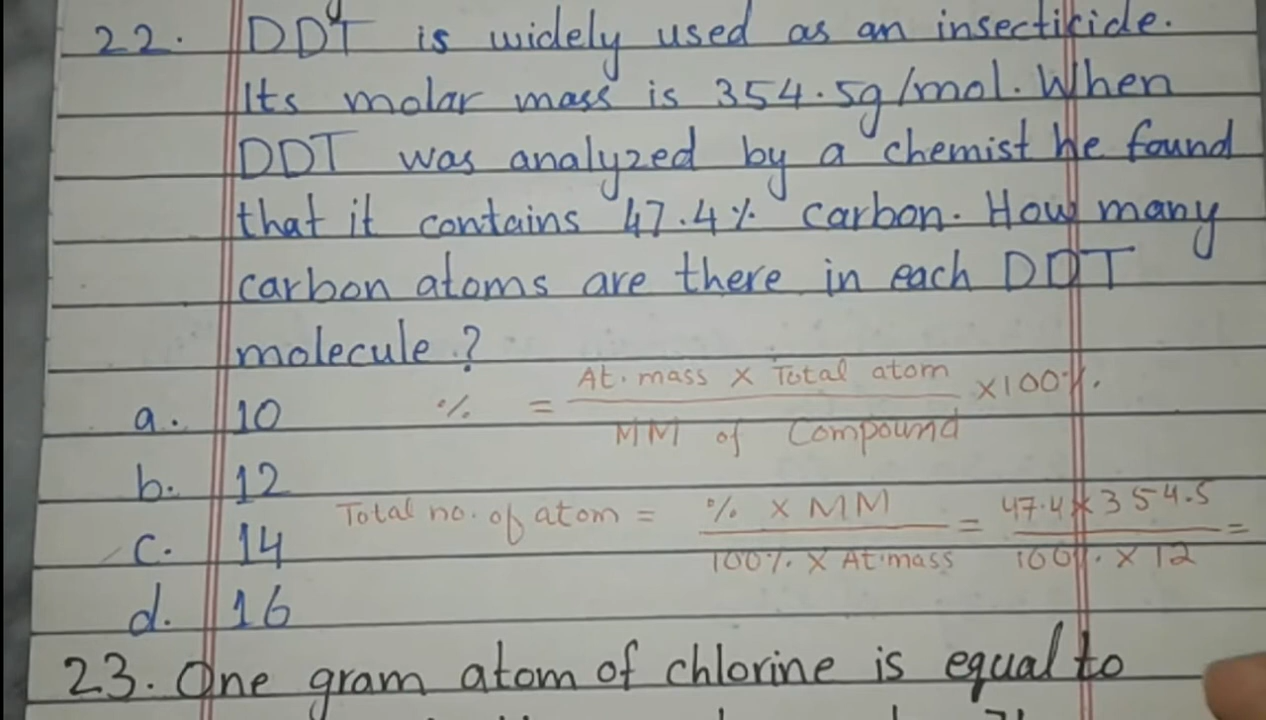 22. DDT is widely used as an insecticide.
Its molar mass is 354.5g/mol. When
DDT was analyzed by a chemist he found
that it contains 47.4% carbon. How many
carbon atoms are there in each DDT
molecule?
% = At. mass x Total atom / MM of Compound x100%.
a. 10
b. 12
Total no. of atom = % x MM / 100% x At.mass = 47.4 x 354.5 / 100% x 12 =
c. 14
d. 16
23. One gram atom of chlorine is equal to